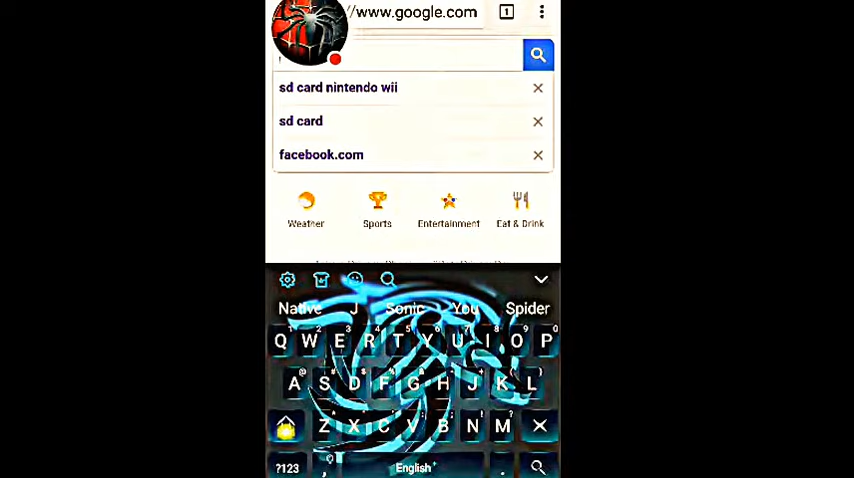 /www.google.com 1
sd card nintendo wii
sd card
facebook.com
Weather Sports Entertainment Eat & Drink
Native J Sonic You Spider
Q W E R T Y U I O P
A S D F G H J K L
Z X C V B N M
?123 , English .